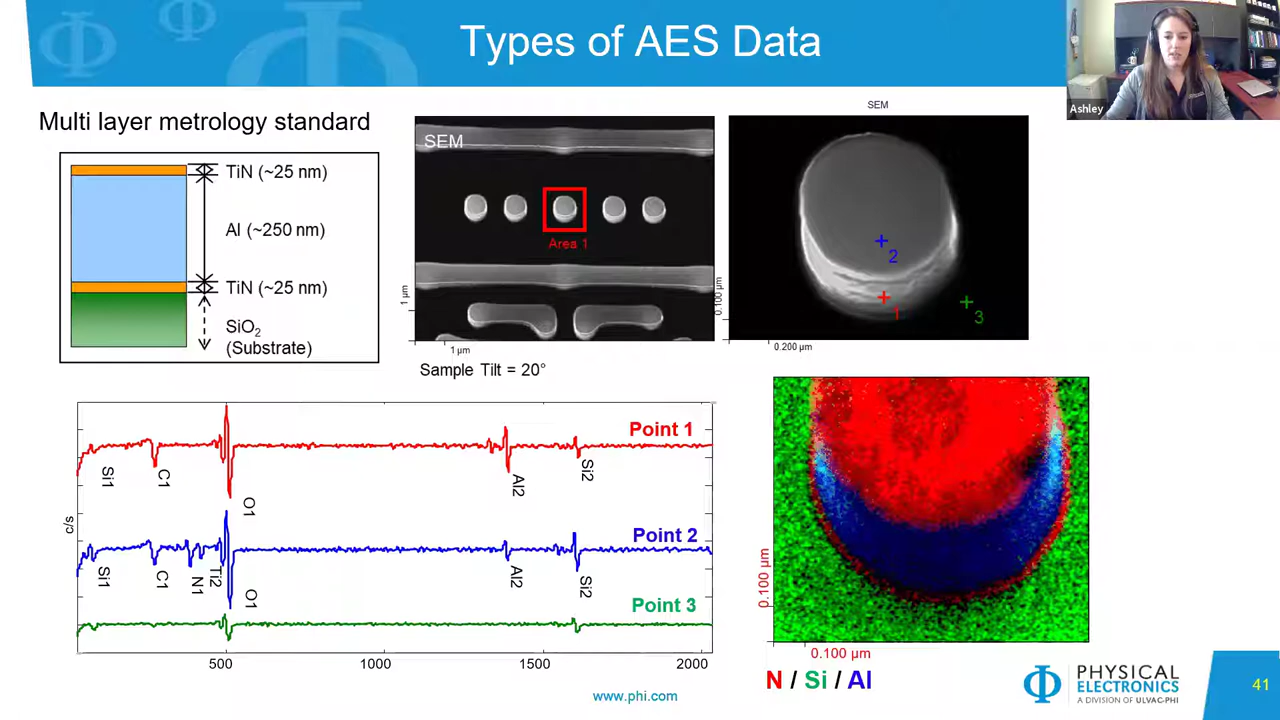 Types of AES Data
Ashley
Multi layer metrology standard
TiN (~25 nm)
Al (~250 nm)
TiN (~25 nm)
SiO2
(Substrate)
SEM
Area 1
1 µm
1 µm
Sample Tilt = 20°
SEM
2
1
3
0.100 µm
0.200 µm
Point 1
Si1
C1
O1
Al2
Si2
Point 2
Si1
C1
N1
Ti2
O1
Al2
Si2
Point 3
c/s
500
1000
1500
2000
0.100 µm
0.100 µm
N / Si / Al
www.phi.com
PHYSICAL
ELECTRONICS
A DIVISION OF ULVAC-PHI
41